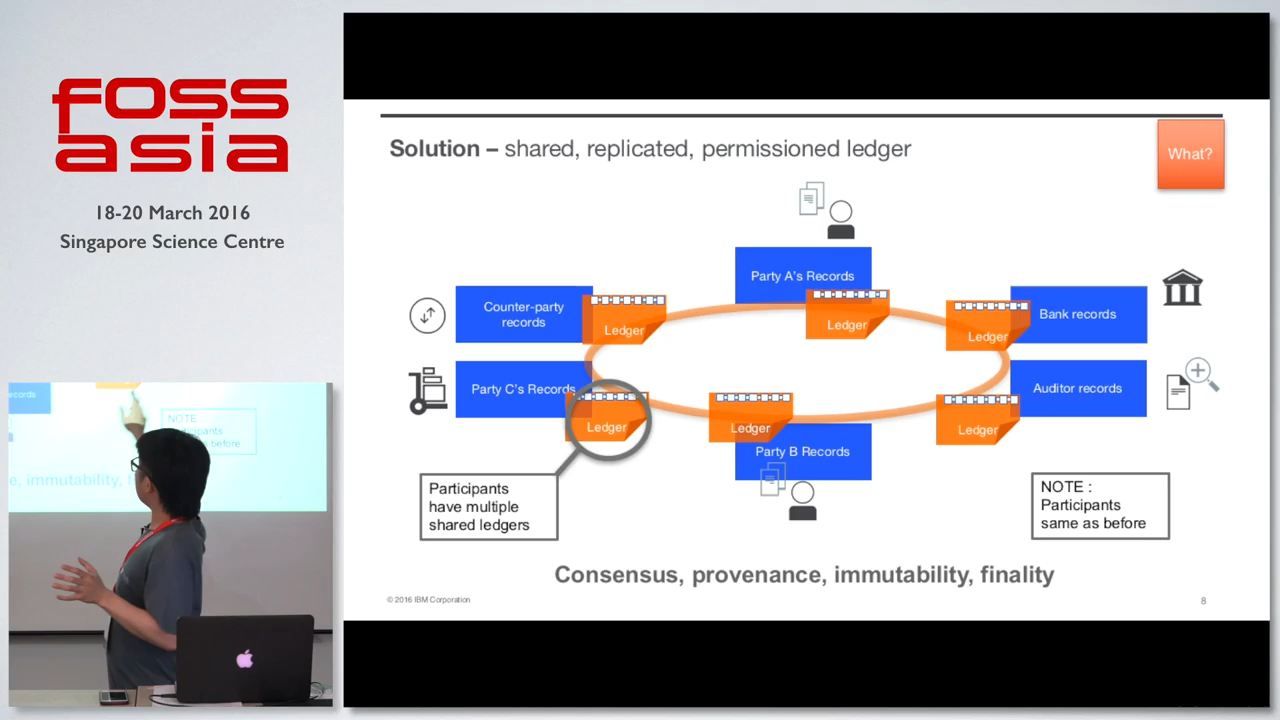 foss
asia
18-20 March 2016
Singapore Science Centre
Solution – shared, replicated, permissioned ledger
What?
Party A's Records
Ledger
Counter-party
records
Ledger
Bank records
Ledger
Party C's Records
Ledger
Auditor records
Ledger
Ledger
Party B Records
Participants
have multiple
shared ledgers
NOTE :
Participants
same as before
Consensus, provenance, immutability, finality
© 2016 IBM Corporation
8
ecords
NOTE
e, immutability, f